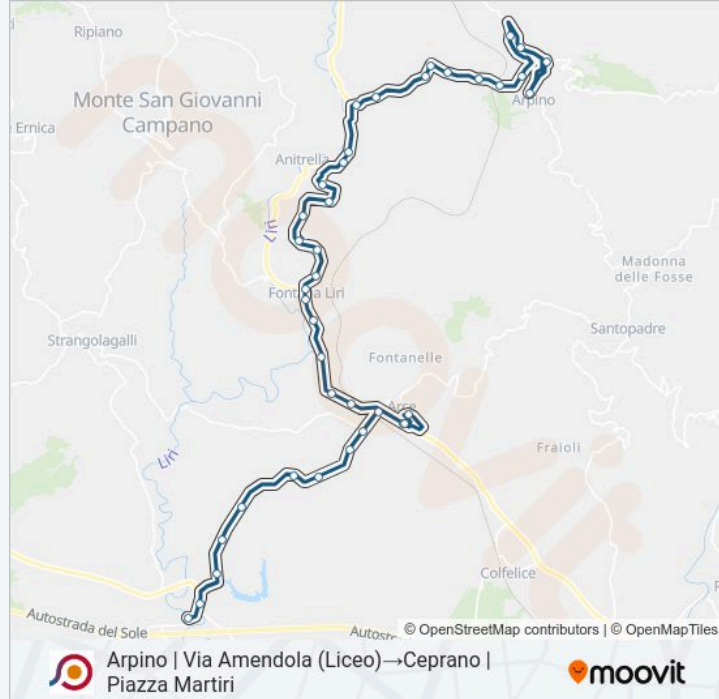 Ripiano
Monte San Giovanni
Campano
Arpino
e Ernica
Anitrella
Liri
Madonna
delle Fosse
Fontana Liri
Santopadre
Strangolagalli
Fontanelle
Arce
Fraioli
Liri
Colfelice
Autostrada del Sole
Autostr
© OpenStreetMap contributors | © OpenMapTiles
Arpino | Via Amendola (Liceo)→Ceprano |
Piazza Martiri
moovit